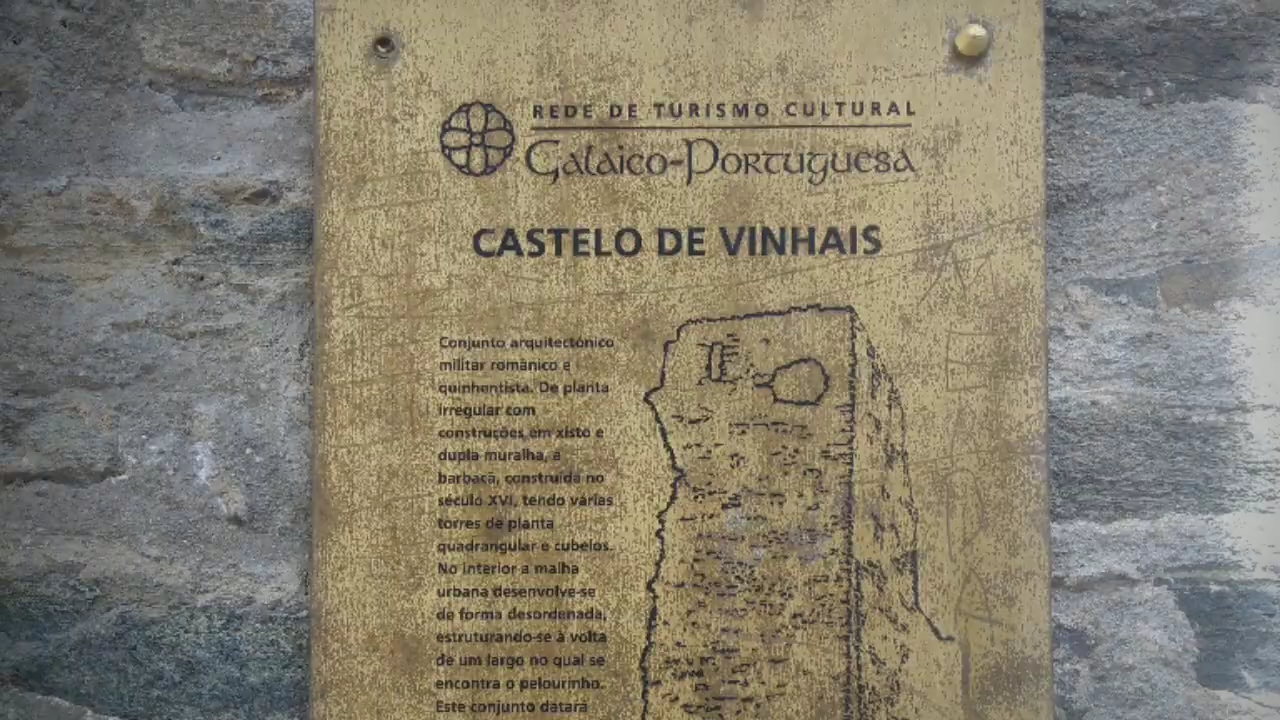 REDE DE TURISMO CULTURAL
Galaico-Portuguesa
CASTELO DE VINHAIS
Conjunto arquitectónico
militar românico e
quinhentista. De planta
irregular com
construções em xisto e
dupla muralha, a
barbacã, construída no
século XVI, tendo várias
torres de planta
quadrangular e cubelos.
No interior a malha
urbana desenvolve-se
de forma desordenada,
estruturando-se à volta
de um largo no qual se
encontra o pelourinho.
Este conjunto datará